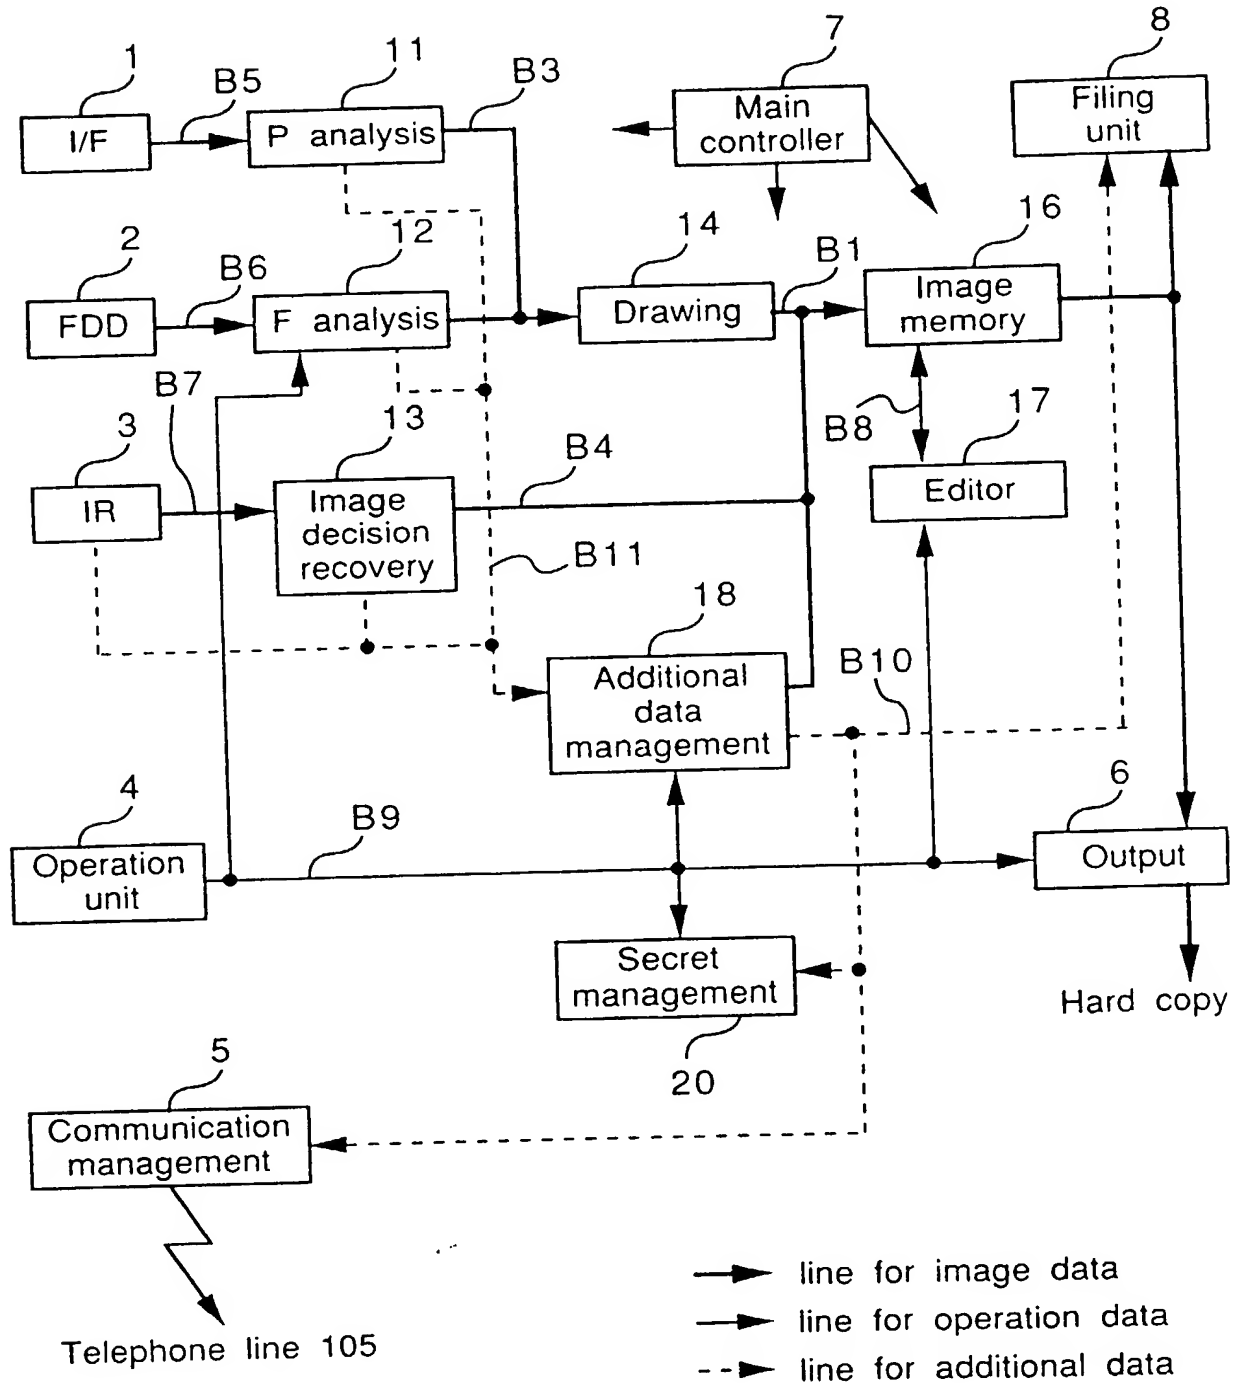 1
11
7
8
B5
B3
I/F
P analysis
Main
controller
Filing
unit
2
12
14
B1
16
B6
FDD
F analysis
Drawing
Image
memory
B7
3
13
B8
17
IR
Image
decision
recovery
B4
Editor
B11
18
Additional
data
management
B10
4
B9
6
Operation
unit
Output
Secret
management
Hard copy
20
5
Communication
management
Telephone line 105
line for image data
line for operation data
line for additional data